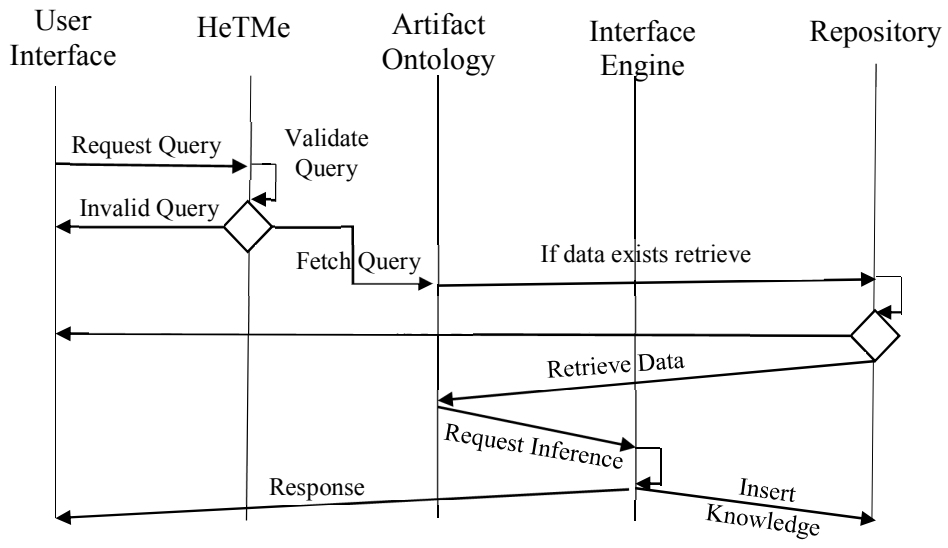 User
Interface
HeTMe
Artifact
Ontology
Interface
Engine
Repository
Request Query
Validate
Query
Invalid Query
Fetch Query
If data exists retrieve
Retrieve Data
Request Inference
Response
Insert
Knowledge